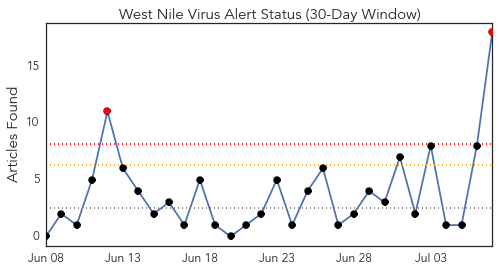 West Nile Virus Alert Status (30-Day Window)
Articles Found
15
10
5
0
Jun 08 Jun 13 Jun 18 Jun 23 Jun 28 Jul 03